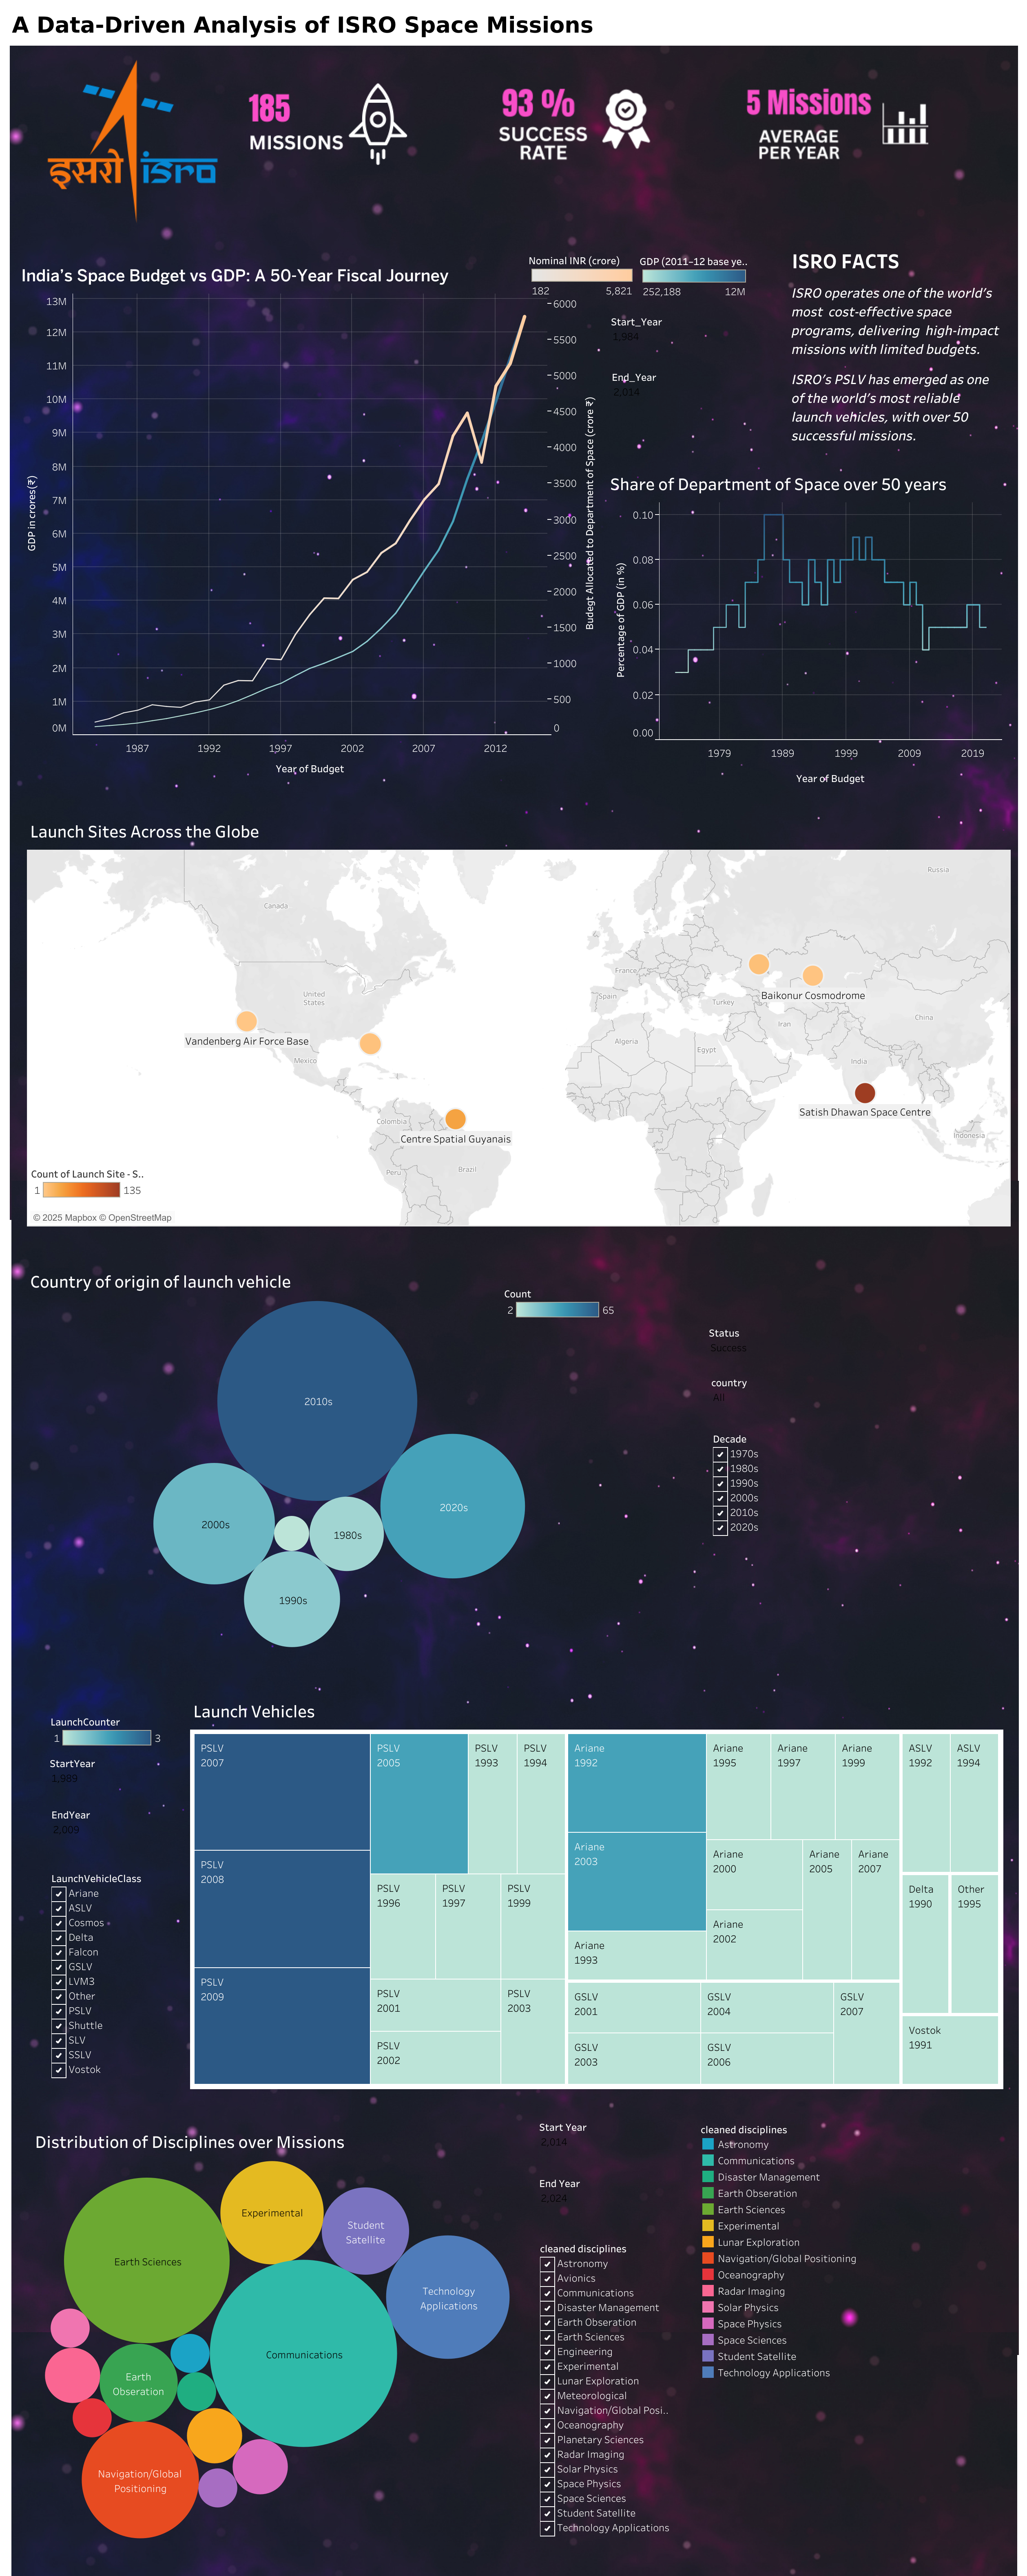 A Data-Driven Analysis of ISRO Space Missions
इसरो isro
185
MISSIONS
93 %
SUCCESS
RATE
5 Missions
AVERAGE
PER YEAR
India's Space Budget vs GDP: A 50-Year Fiscal Journey
Nominal INR (crore)
182 5,821
GDP (2011-12 base ye..
252,188 12M
Start_Year
1,984
End_Year
2,014
ISRO FACTS
ISRO operates one of the world's
most cost-effective space
programs, delivering high-impact
missions with limited budgets.
ISRO's PSLV has emerged as one
of the world's most reliable
launch vehicles, with over 50
successful missions.
GDP in crores(₹)
13M
12M
11M
10M
9M
8M
7M
6M
5M
4M
3M
2M
1M
0M
6000
5500
5000
4500
4000
3500
3000
2500
2000
1500
1000
500
0
Budegt Allocated to Department of Space (crore ₹)
1987 1992 1997 2002 2007 2012
Year of Budget
Share of Department of Space over 50 years
Percentage of GDP (in %)
0.10
0.08
0.06
0.04
0.02
0.00
1979 1989 1999 2009 2019
Year of Budget
Launch Sites Across the Globe
Russia
Canada
France
United
States
Spain
Turkey
Baikonur Cosmodrome
China
Vandenberg Air Force Base
Iran
Algeria
Egypt
Mexico
India
Satish Dhawan Space Centre
Colombia
Centre Spatial Guyanais
Indonesia
Peru
Brazil
Count of Launch Site - S..
1 135
© 2025 Mapbox © OpenStreetMap
Country of origin of launch vehicle
Count
2 65
Status
Success
country
All
Decade
1970s
1980s
1990s
2000s
2010s
2020s
2010s
2020s
2000s
1980s
1990s
Launch Vehicles
LaunchCounter
1 3
StartYear
1,989
EndYear
2,009
LaunchVehicleClass
Ariane
ASLV
Cosmos
Delta
Falcon
GSLV
LVM3
Other
PSLV
Shuttle
SLV
SSLV
Vostok
PSLV
2007
PSLV
2008
PSLV
2009
PSLV
2005
PSLV
1993
PSLV
1994
PSLV
1996
PSLV
1997
PSLV
1999
PSLV
2001
PSLV
2002
PSLV
2003
Ariane
1992
Ariane
2003
Ariane
1993
Ariane
1995
Ariane
1997
Ariane
1999
Ariane
2000
Ariane
2002
Ariane
2005
Ariane
2007
GSLV
2001
GSLV
2003
GSLV
2004
GSLV
2006
GSLV
2007
ASLV
1992
ASLV
1994
Delta
1990
Other
1995
Vostok
1991
Distribution of Disciplines over Missions
Start Year
2,014
End Year
2,024
Experimental
Student
Satellite
Earth Sciences
Technology
Applications
Communications
Earth
Obseration
Navigation/Global
Positioning
cleaned disciplines
Astronomy
Avionics
Communications
Disaster Management
Earth Obseration
Earth Sciences
Engineering
Experimental
Lunar Exploration
Meteorological
Navigation/Global Posi..
Oceanography
Planetary Sciences
Radar Imaging
Solar Physics
Space Physics
Space Sciences
Student Satellite
Technology Applications
cleaned disciplines
Astronomy
Communications
Disaster Management
Earth Obseration
Earth Sciences
Experimental
Lunar Exploration
Navigation/Global Positioning
Oceanography
Radar Imaging
Solar Physics
Space Physics
Space Sciences
Student Satellite
Technology Applications